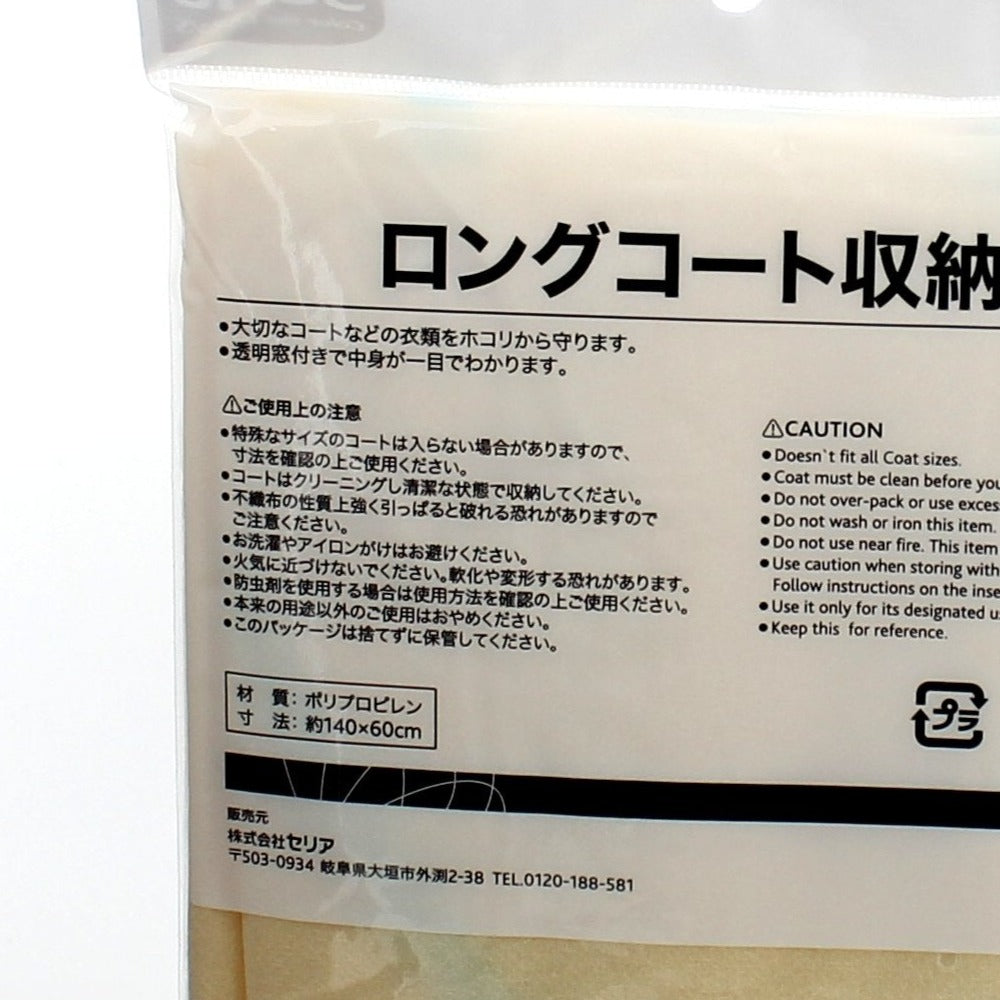 ロングコート収納
●大切なコートなどの衣類をホコリから守ります。
●透明窓付きで中身が一目でわかります。
⚠ご使用上の注意
●特殊なサイズのコートは入らない場合がありますので、
寸法を確認の上ご使用ください。
●コートはクリーニングし清潔な状態で収納してください。
●不織布の性質上強く引っぱると破れる恐れがありますので
ご注意ください。
●お洗濯やアイロンがけはお避けください。
●火気に近づけないでください。軟化や変形する恐れがあります。
●防虫剤を使用する場合は使用方法を確認の上ご使用ください。
●本来の用途以外のご使用はおやめください。
●このパッケージは捨てずに保管してください。
⚠CAUTION
●Doesn`t fit all Coat sizes.
●Coat must be clean before you
●Do not over-pack or use exces
●Do not wash or iron this item.
●Do not use near fire. This item
●Use caution when storing with
Follow instructions on the inse
●Use it only for its designated u
●Keep this for reference.
材 質：ポリプロピレン
寸 法：約140×60cm
プラ
販売元
株式会社セリア
〒503-0934 岐阜県大垣市外渕2-38 TEL.0120-188-581